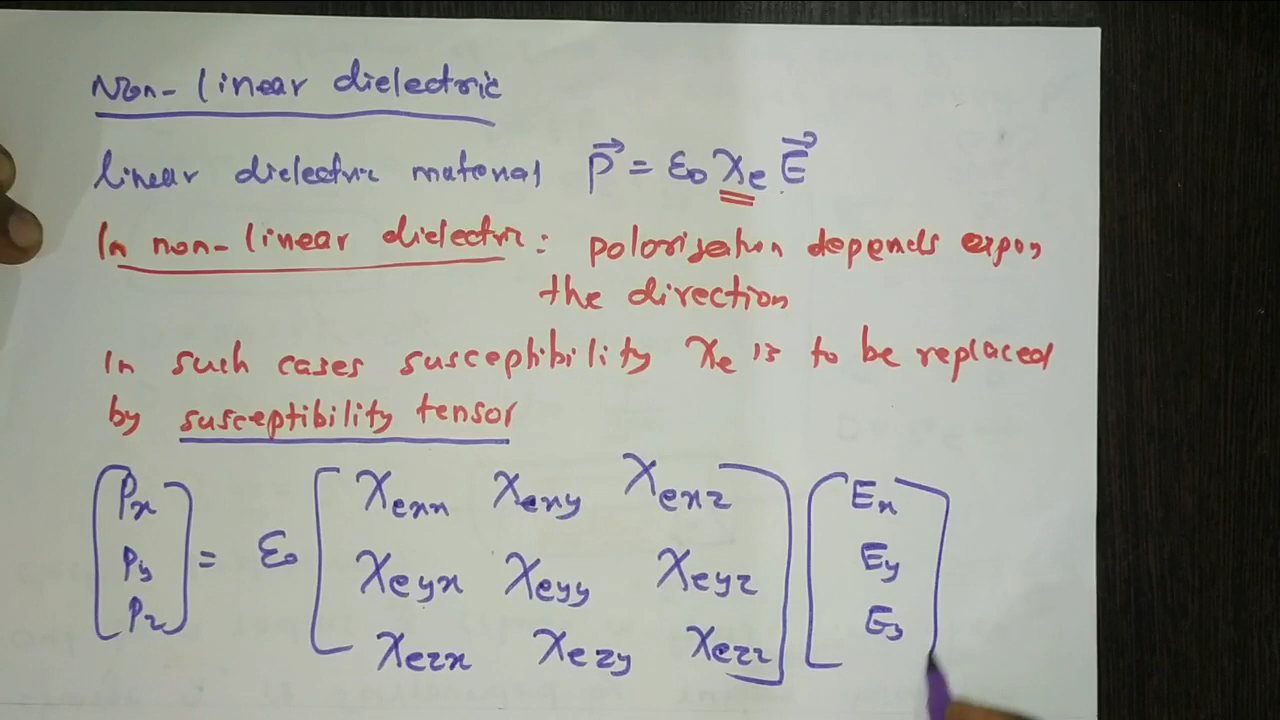 Non-linear dielectric
linear dielectric material P⃗ = ε₀ χe E⃗
In non-linear dielectric: polarisation depends
the direction
In such cases susceptibility χe is to be replaced
by susceptibility tensor
[Px] = ε₀ [χexx χexy χexz] [Ex]
[Py] [χeyx χeyy χeyz] [Ey]
[Pz] [χezx χezy χezz] [Ez]